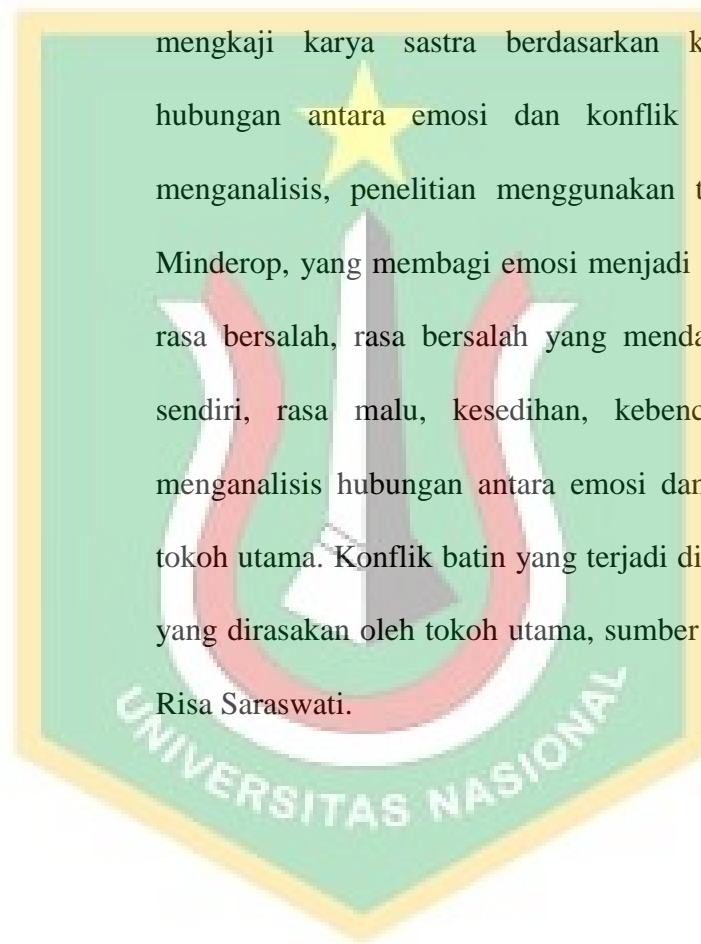 mengkaji karya sastra berdasarkan
hubungan antara emosi dan konflik
menganalisis, penelitian menggunakan
Minderop, yang membagi emosi menjadi
rasa bersalah, rasa bersalah yang
sendiri, rasa malu, kesedihan,
menganalisis hubungan antara emosi dan
tokoh utama. Konflik batin yang terjadi
yang dirasakan oleh tokoh utama, sumber
Risa Saraswati.
UNIVERSITAS NASIONAL